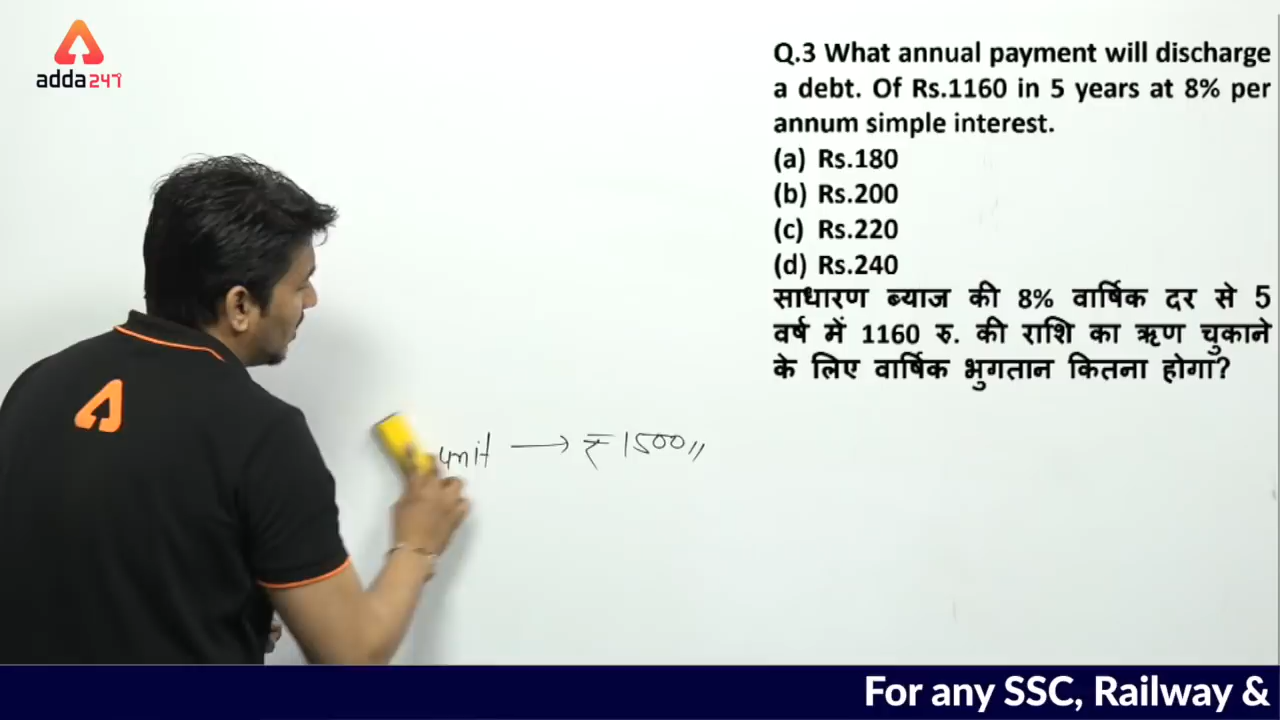 adda247
Q.3 What annual payment will discharge
a debt. Of Rs.1160 in 5 years at 8% per
annum simple interest.
(a) Rs.180
(b) Rs.200
(c) Rs.220
(d) Rs.240
साधारण ब्याज की 8% वार्षिक दर से 5
वर्ष में 1160 रु. की राशि का ऋण चुकाने
के लिए वार्षिक भुगतान कितना होगा?
unit → ₹1500,,
For any SSC, Railway &